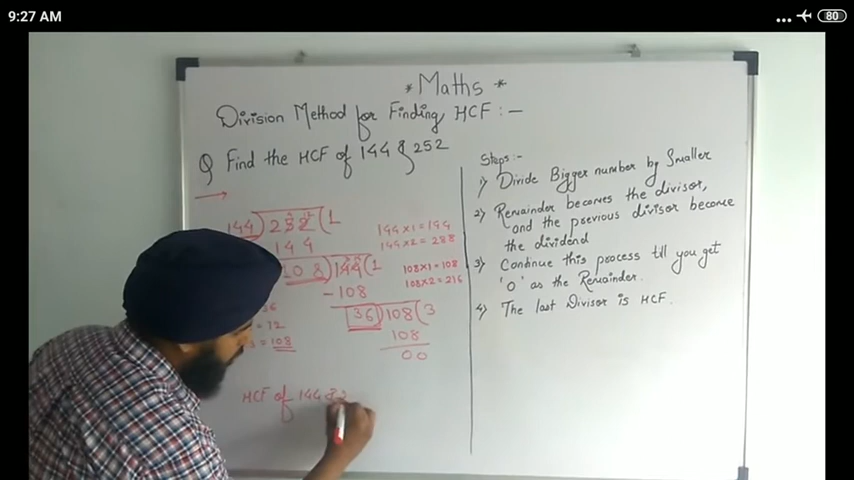 9:27 AM
80
* Maths *
Division Method for Finding HCF :-
Q Find the HCF of 144 & 252
144) 252 (1
144
108) 144 (1
-108
36) 108 (3
108
00
144×1=144
144×2=288
108×1=108
108×2=216
36
= 72
= 108
HCF of 144 & 2
Steps:-
1) Divide Bigger number by Smaller
2) Remainder becomes the divisor,
and the previous divisor become
the dividend
3) Continue this process till you get
'0' as the Remainder.
4) The last Divisor is HCF.